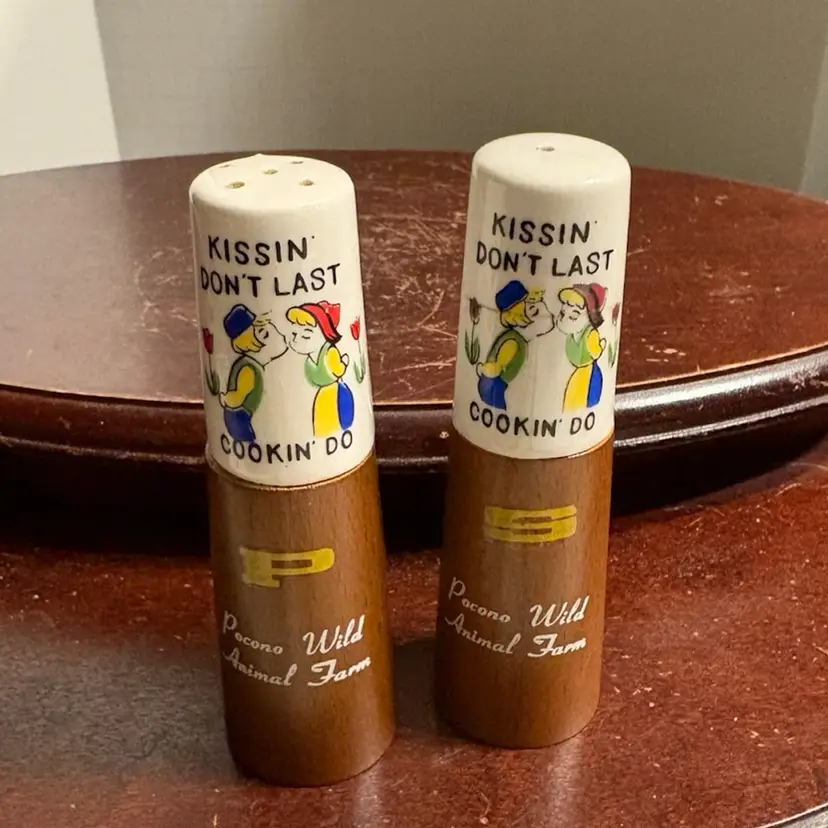 KISSIN'
DON'T LAST
COOKIN' DO
P
Pocono Wild
Animal Farm
KISSIN'
DON'T LAST
COOKIN' DO
S
Pocono Wild
Animal Farm